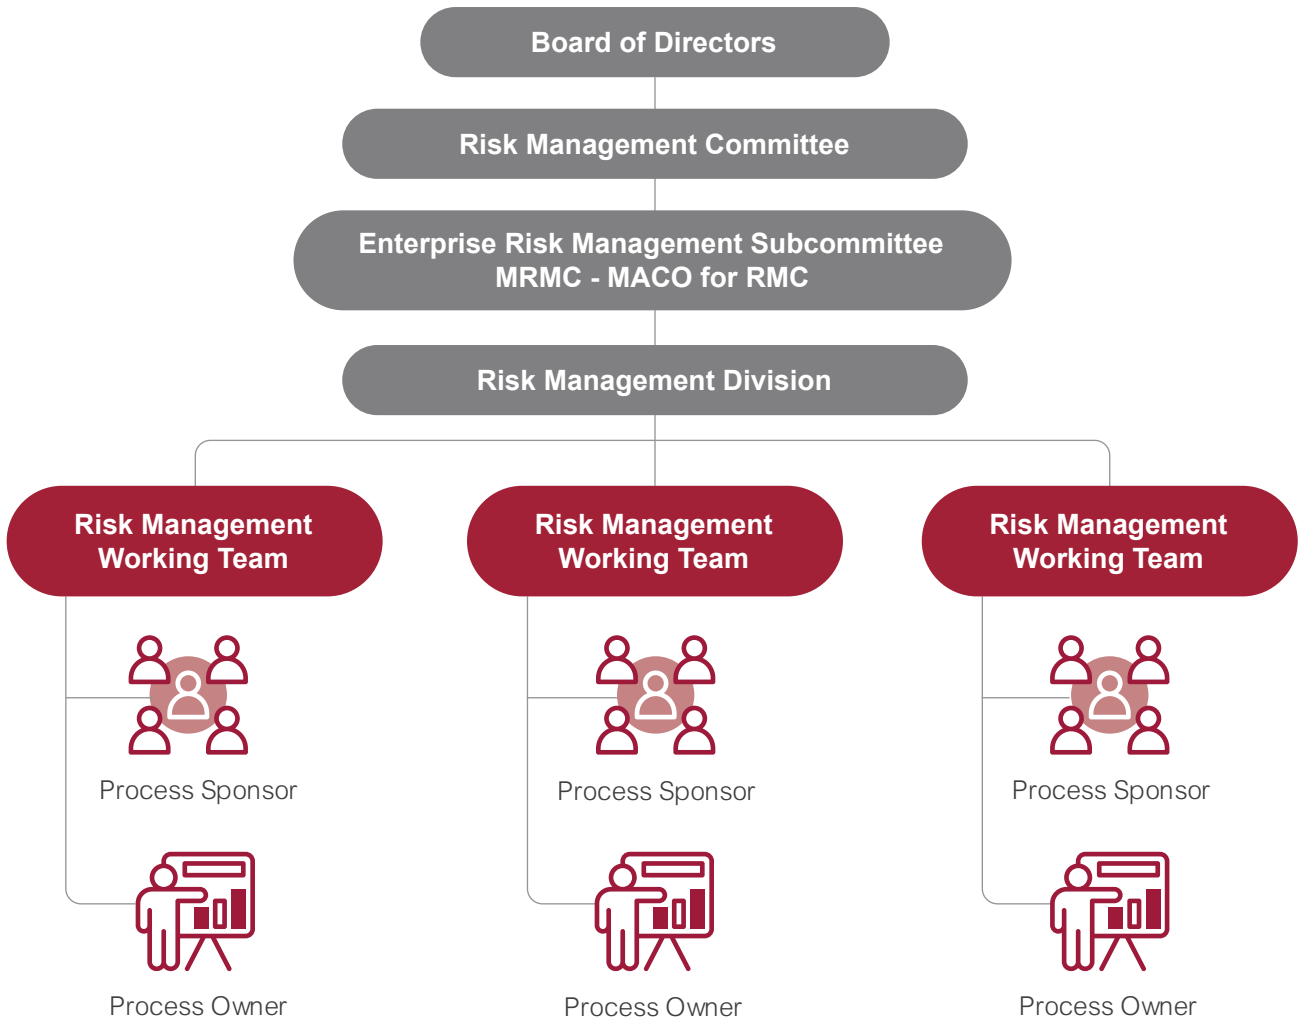 Board of Directors
Risk Management Committee
Enterprise Risk Management Subcommittee
MRMC - MACO for RMC
Risk Management Division
Risk Management
Working Team
Risk Management
Working Team
Risk Management
Working Team
Process Sponsor
Process Sponsor
Process Sponsor
Process Owner
Process Owner
Process Owner